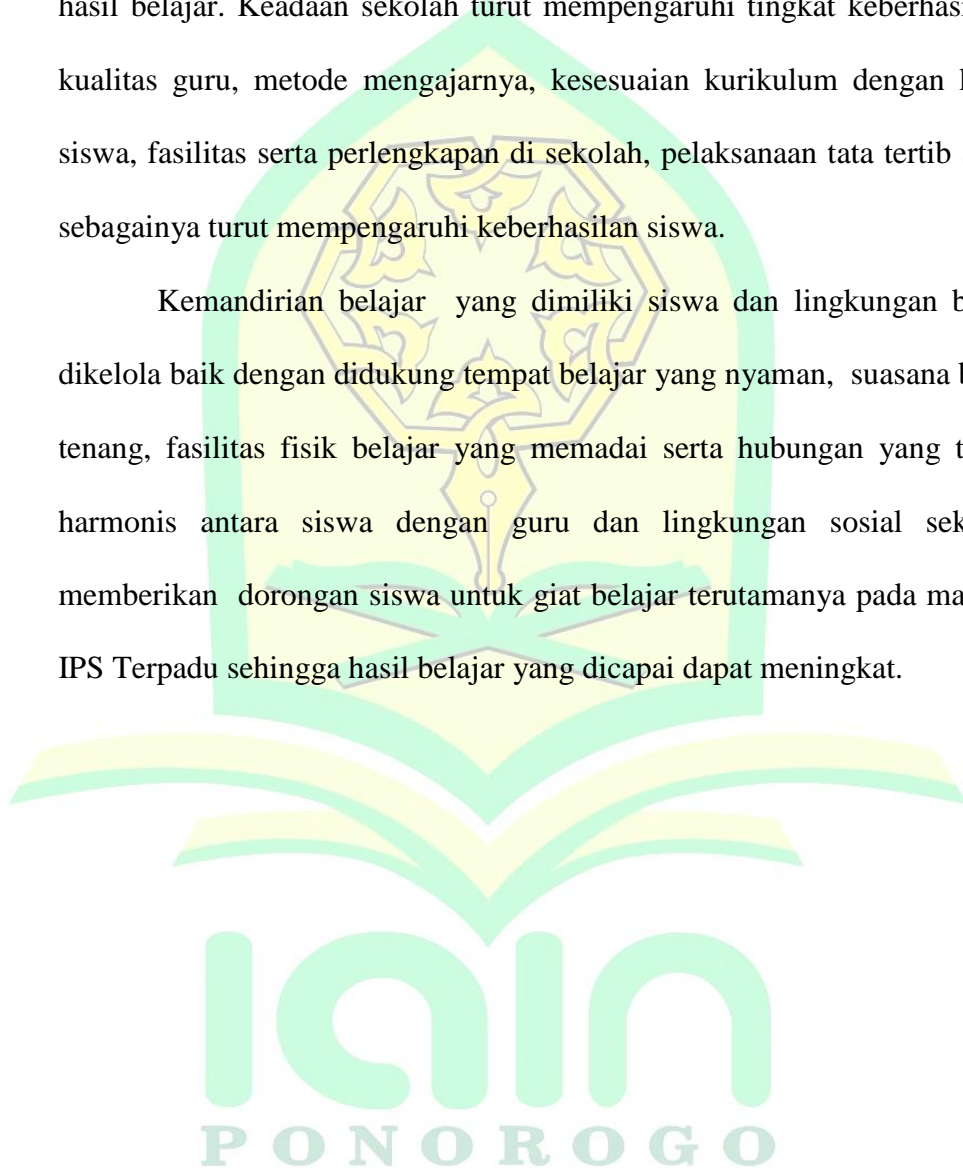 hasil belajar. Keadaan sekolah turut mempengaruhi tingkat
kualitas guru, metode mengajarnya, kesesuaian kurikulum dengan
siswa, fasilitas serta perlengkapan di sekolah, pelaksanaan tata tertib
sebagainya turut mempengaruhi keberhasilan siswa.
Kemandirian belajar yang dimiliki siswa dan lingkungan
dikelola baik dengan didukung tempat belajar yang nyaman, suasana
tenang, fasilitas fisik belajar yang memadai serta hubungan yang
harmonis antara siswa dengan guru dan lingkungan sosial
memberikan dorongan siswa untuk giat belajar terutamanya pada
IPS Terpadu sehingga hasil belajar yang dicapai dapat meningkat.
iain
PONOROGO